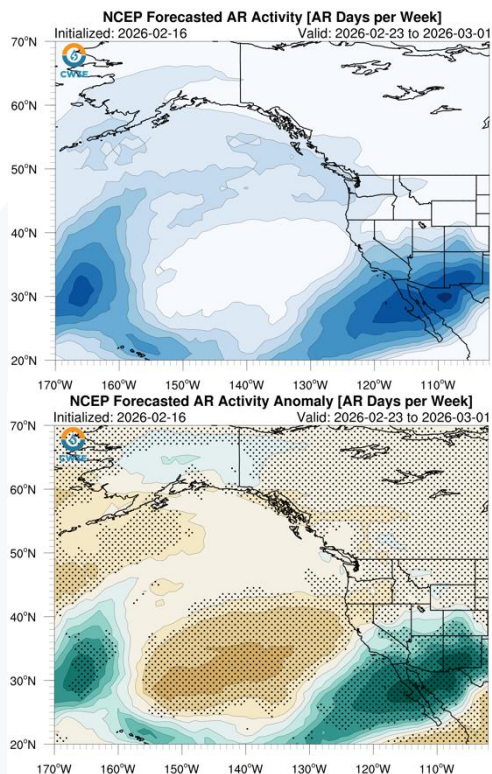 NCEP Forecasted AR Activity [AR Days per Week]
Initialized: 2026-02-16 Valid: 2026-02-23 to 2026-03-01
70°N
CW3E
60°N
50°N
40°N
30°N
20°N
170°W 160°W 150°W 140°W 130°W 120°W 110°W
NCEP Forecasted AR Activity Anomaly [AR Days per Week]
Initialized: 2026-02-16 Valid: 2026-02-23 to 2026-03-01
70°N
CW3E
60°N
50°N
40°N
30°N
20°N
170°W 160°W 150°W 140°W 130°W 120°W 110°W